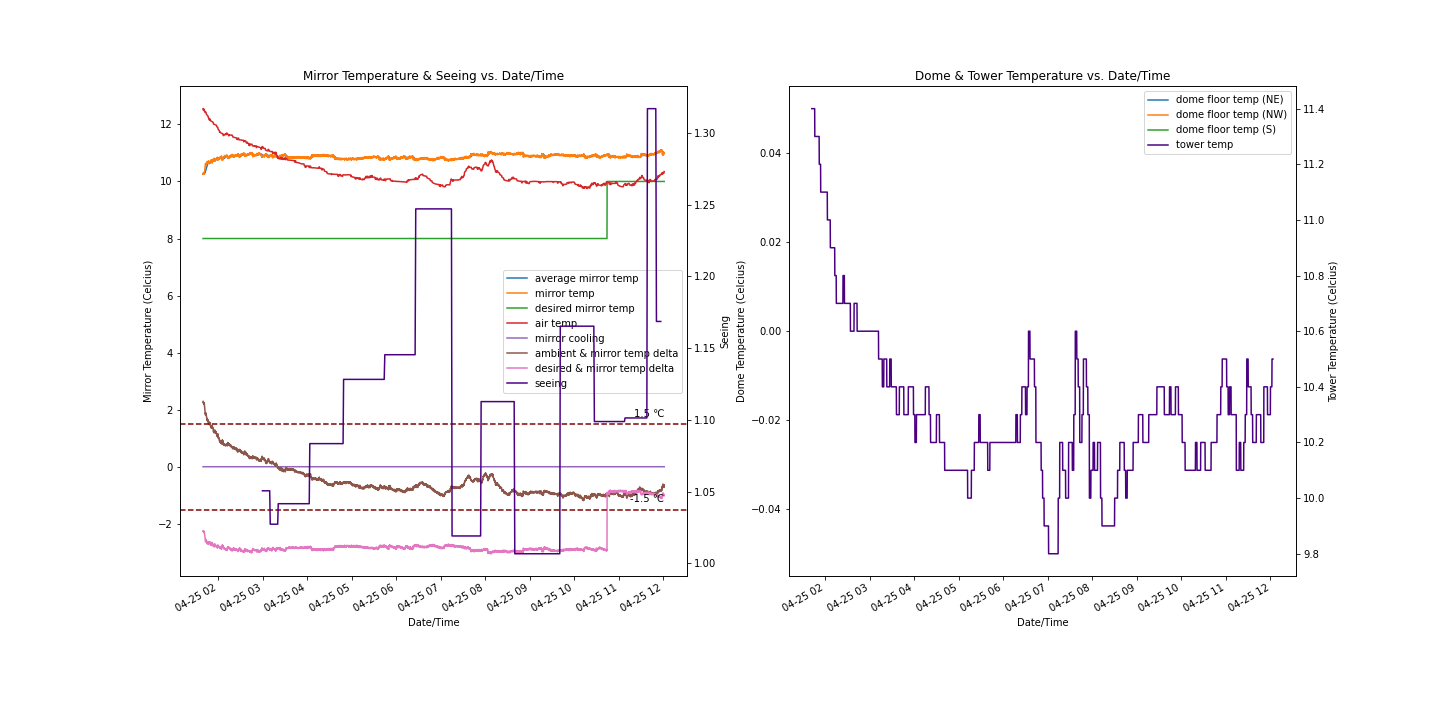 Mirror Temperature & Seeing vs. Date/Time
Mirror Temperature (Celcius)
12
10
8
6
4
2
0
−2
1.30
1.25
1.20
1.15
1.10
1.05
1.00
Seeing
average mirror temp
mirror temp
desired mirror temp
air temp
mirror cooling
ambient & mirror temp delta
desired & mirror temp delta
seeing
1.5 °C
-1.5 °C
04-25 02
04-25 03
04-25 04
04-25 05
04-25 06
04-25 07
04-25 08
04-25 09
04-25 10
04-25 11
04-25 12
Date/Time
Dome & Tower Temperature vs. Date/Time
Dome Temperature (Celcius)
0.04
0.02
0.00
−0.02
−0.04
dome floor temp (NE)
dome floor temp (NW)
dome floor temp (S)
tower temp
11.4
11.2
11.0
10.8
10.6
10.4
10.2
10.0
9.8
Tower Temperature (Celcius)
04-25 02
04-25 03
04-25 04
04-25 05
04-25 06
04-25 07
04-25 08
04-25 09
04-25 10
04-25 11
04-25 12
Date/Time